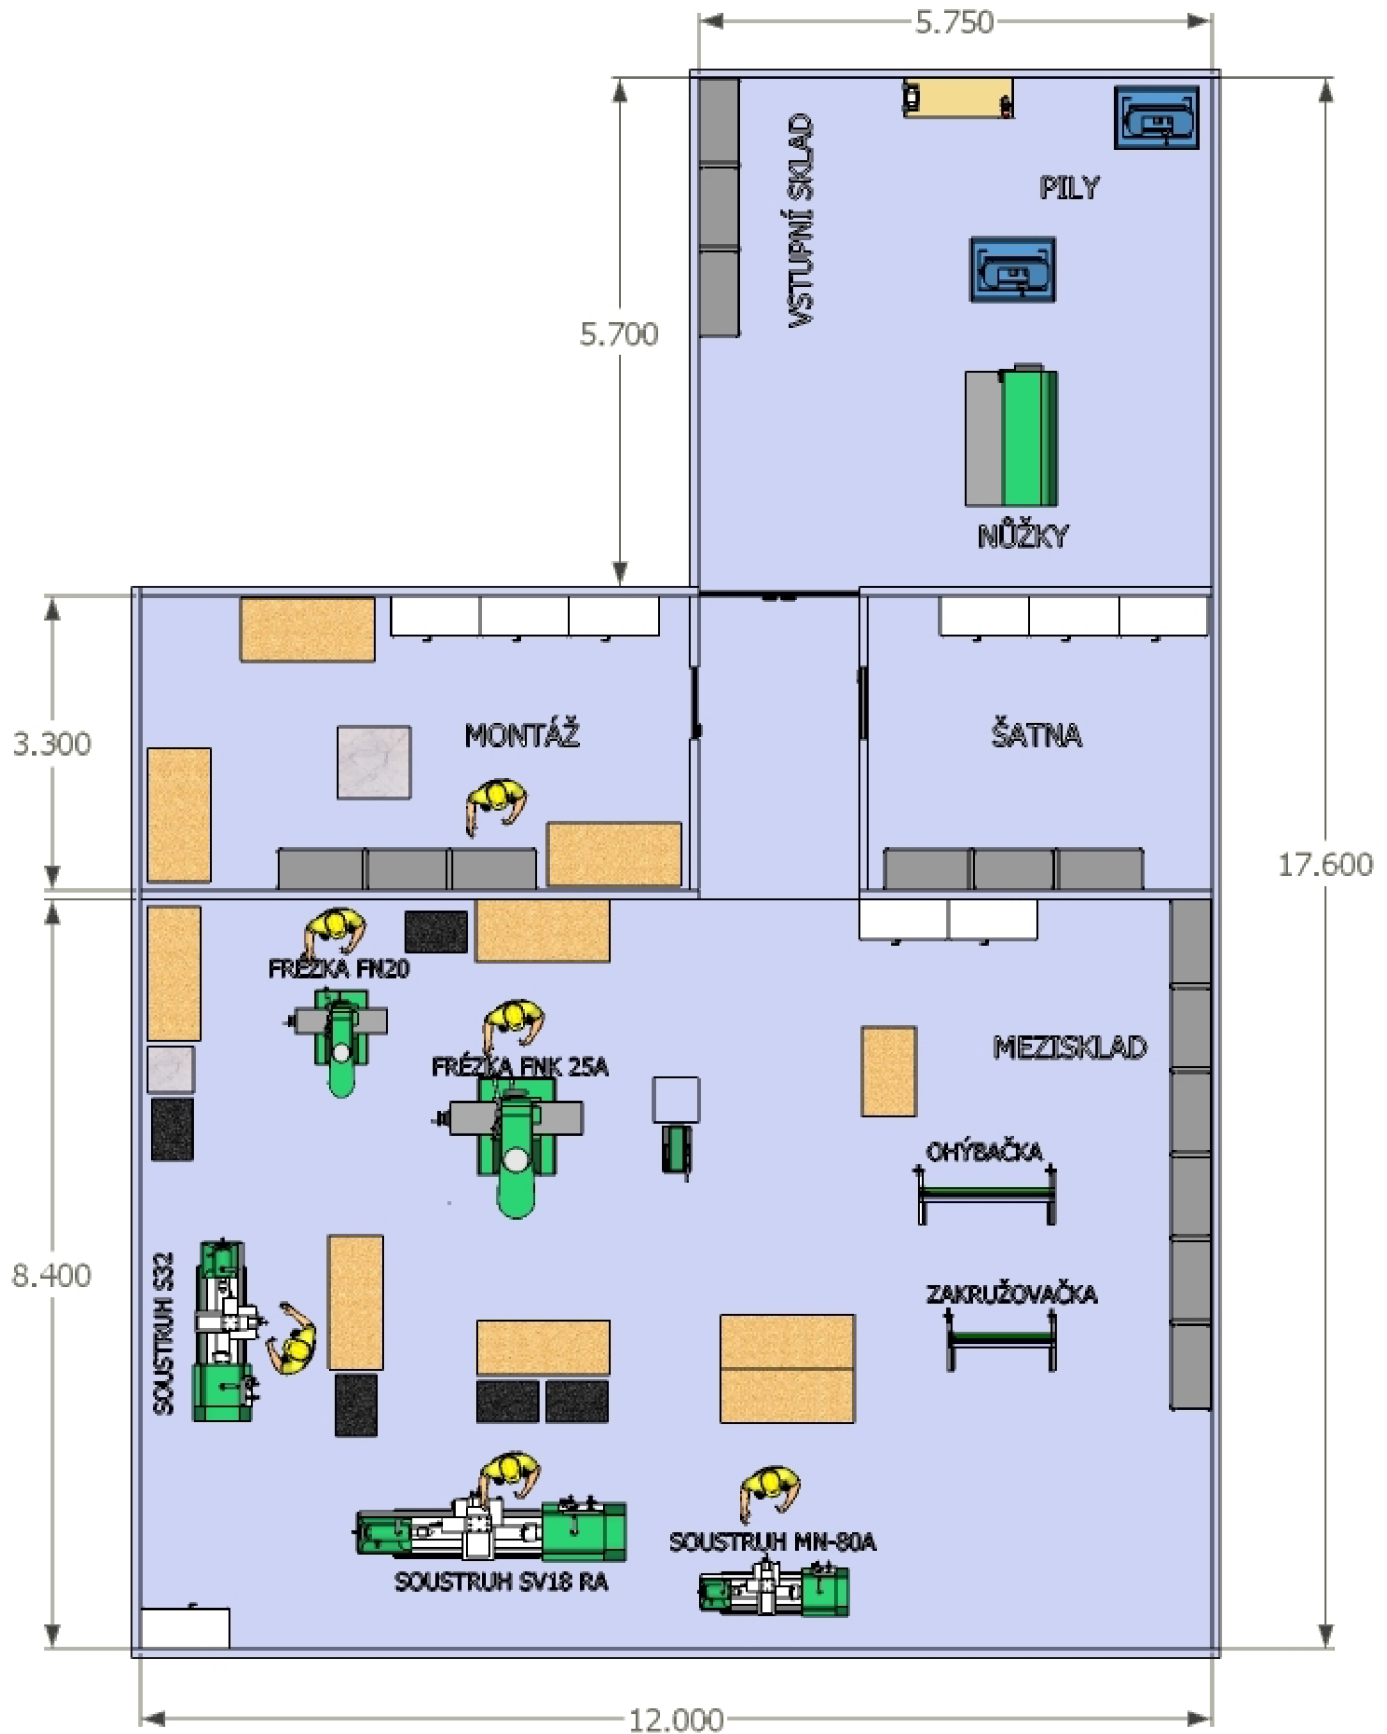 5.750
VSTUPNÍ SKLAD
PILY
5.700
NŮŽKY
3.300
MONTÁŽ
ŠATNA
17.600
FRÉZKA FN20
FRÉZKA FNK 25A
MEZISKLAD
OHÝBAČKA
8.400
SOUSTRUH S32
ZAKRUŽOVAČKA
SOUSTRUH MN-80A
SOUSTRUH SV18 RA
12.000